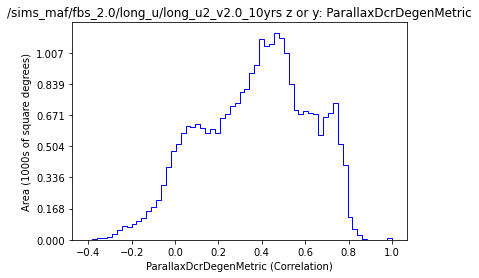 /sims_maf/fbs_2.0/long_u/long_u2_v2.0_10yrs z or y: ParallaxDcrDegenMetric
Area (1000s of square degrees)
1.007
0.839
0.671
0.504
0.336
0.168
0.000
−0.4 −0.2 0.0 0.2 0.4 0.6 0.8 1.0
ParallaxDcrDegenMetric (Correlation)